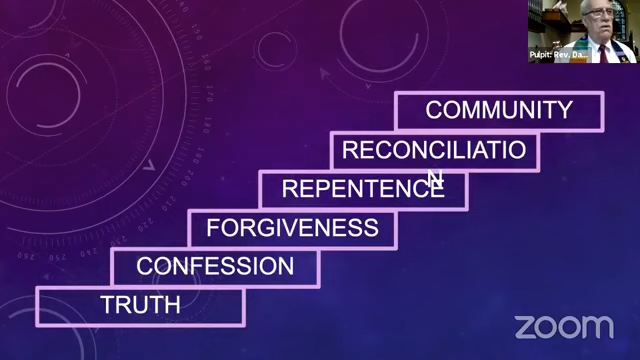 Pulpit: Rev. Da...
COMMUNITY
RECONCILIATIO
N
REPENTENCE
FORGIVENESS
CONFESSION
TRUTH
zoom